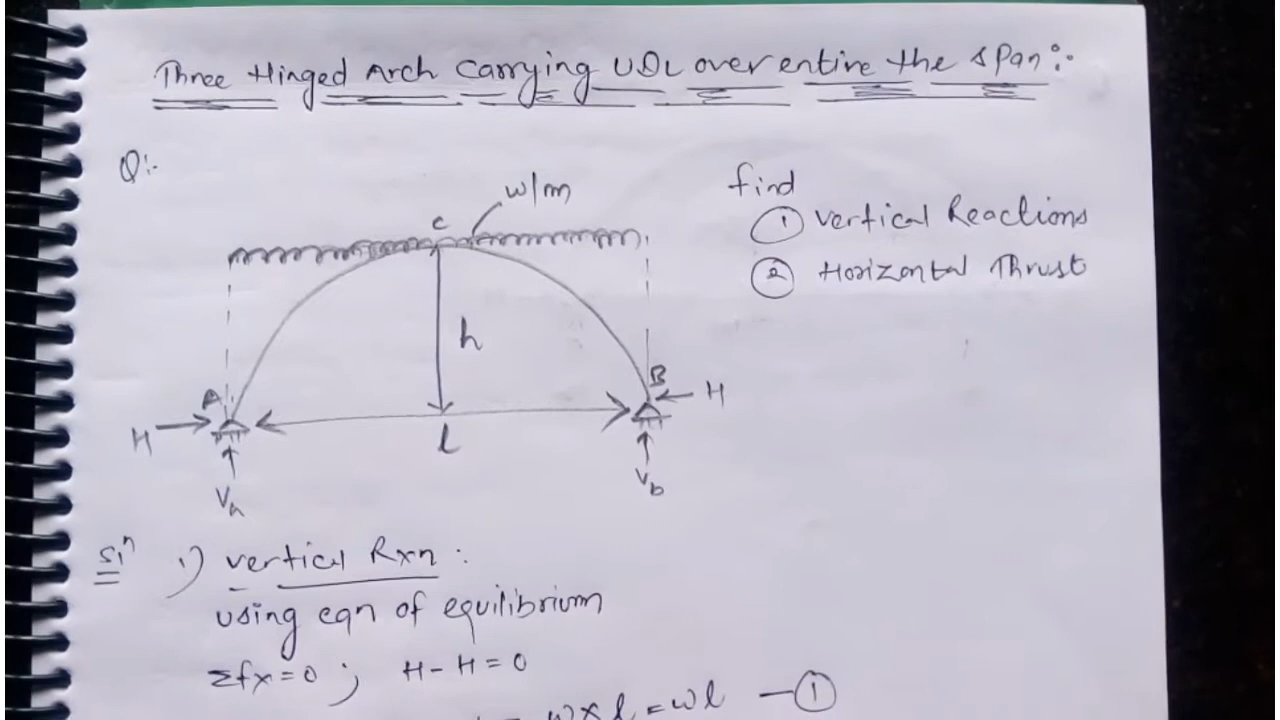 Three Hinged Arch Carrying UDL over entire the span:-
Q:-
w/m
C
find
① vertical Reactions
② Horizontal Thrust
h
A
B
H
H
l
Va
Vb
Sln
1) vertical Rxn :
using eqn of equilibrium
Σfx = 0 ; H - H = 0
= w x l = wl — ①